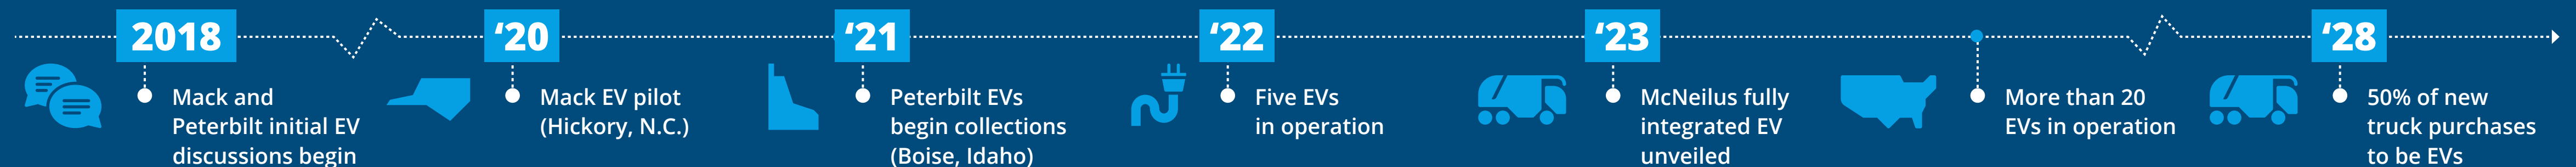 2018
Mack and
Peterbilt initial EV
discussions begin
‘20
Mack EV pilot
(Hickory, N.C.)
‘21
Peterbilt EVs
begin collections
(Boise, Idaho)
‘22
Five EVs
in operation
‘23
McNeilus fully
integrated EV
unveiled
More than 20
EVs in operation
‘28
50% of new
truck purchases
to be EVs